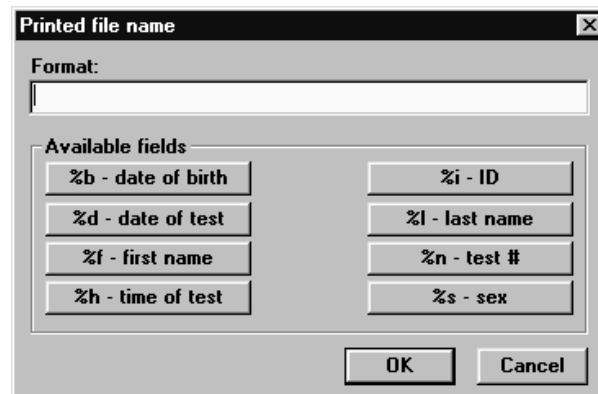 Printed file name
Format:
Available fields
%b - date of birth
%i - ID
%d - date of test
%l - last name
%f - first name
%n - test #
%h - time of test
%s - sex
OK
Cancel